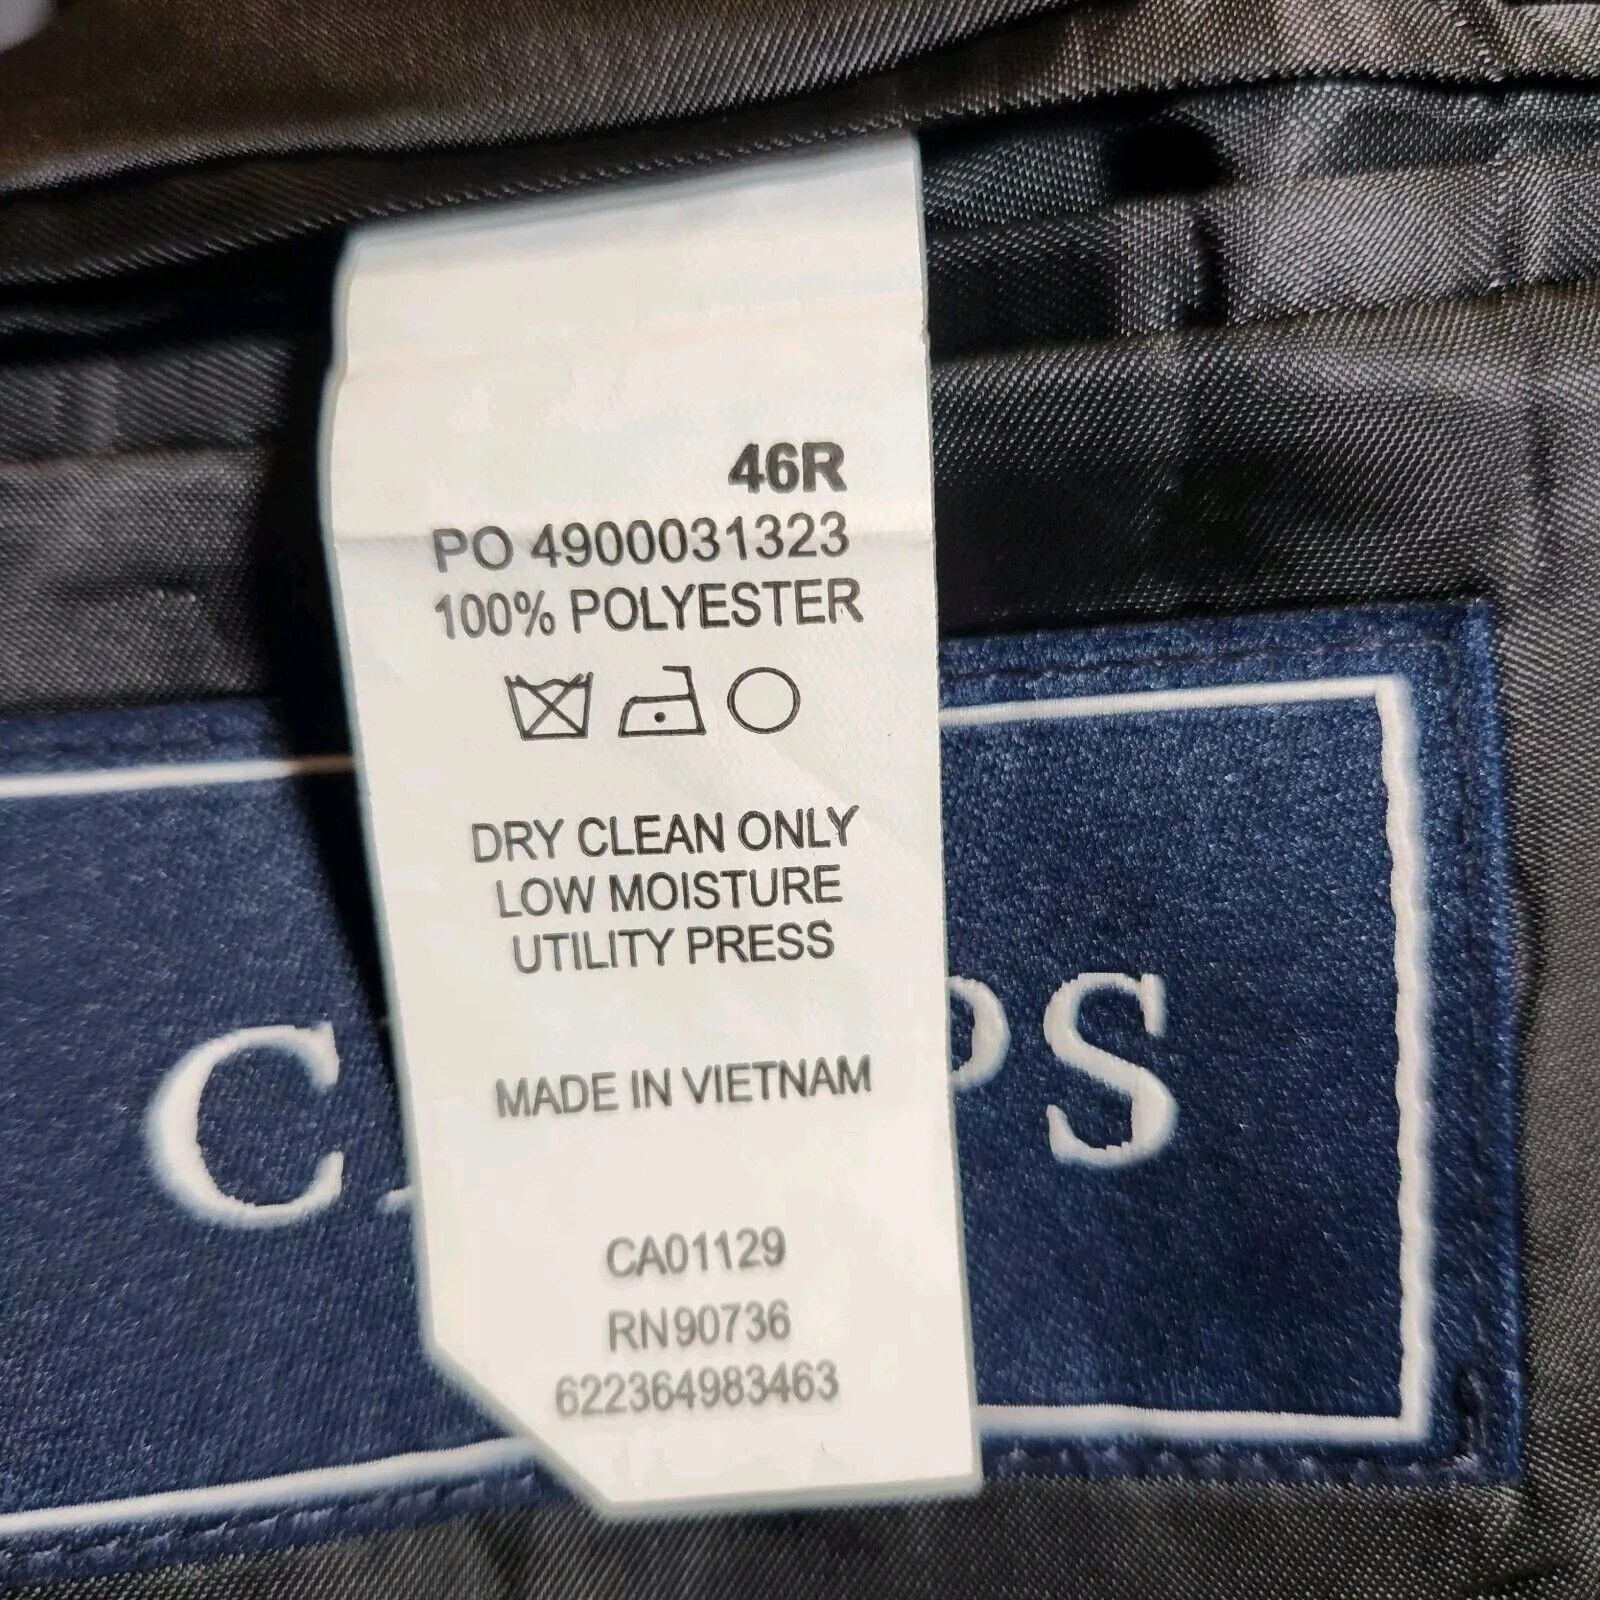 46R
PO 4900031323
100% POLYESTER
DRY CLEAN ONLY
LOW MOISTURE
UTILITY PRESS
MADE IN VIETNAM
CA01129
RN90736
622364983463